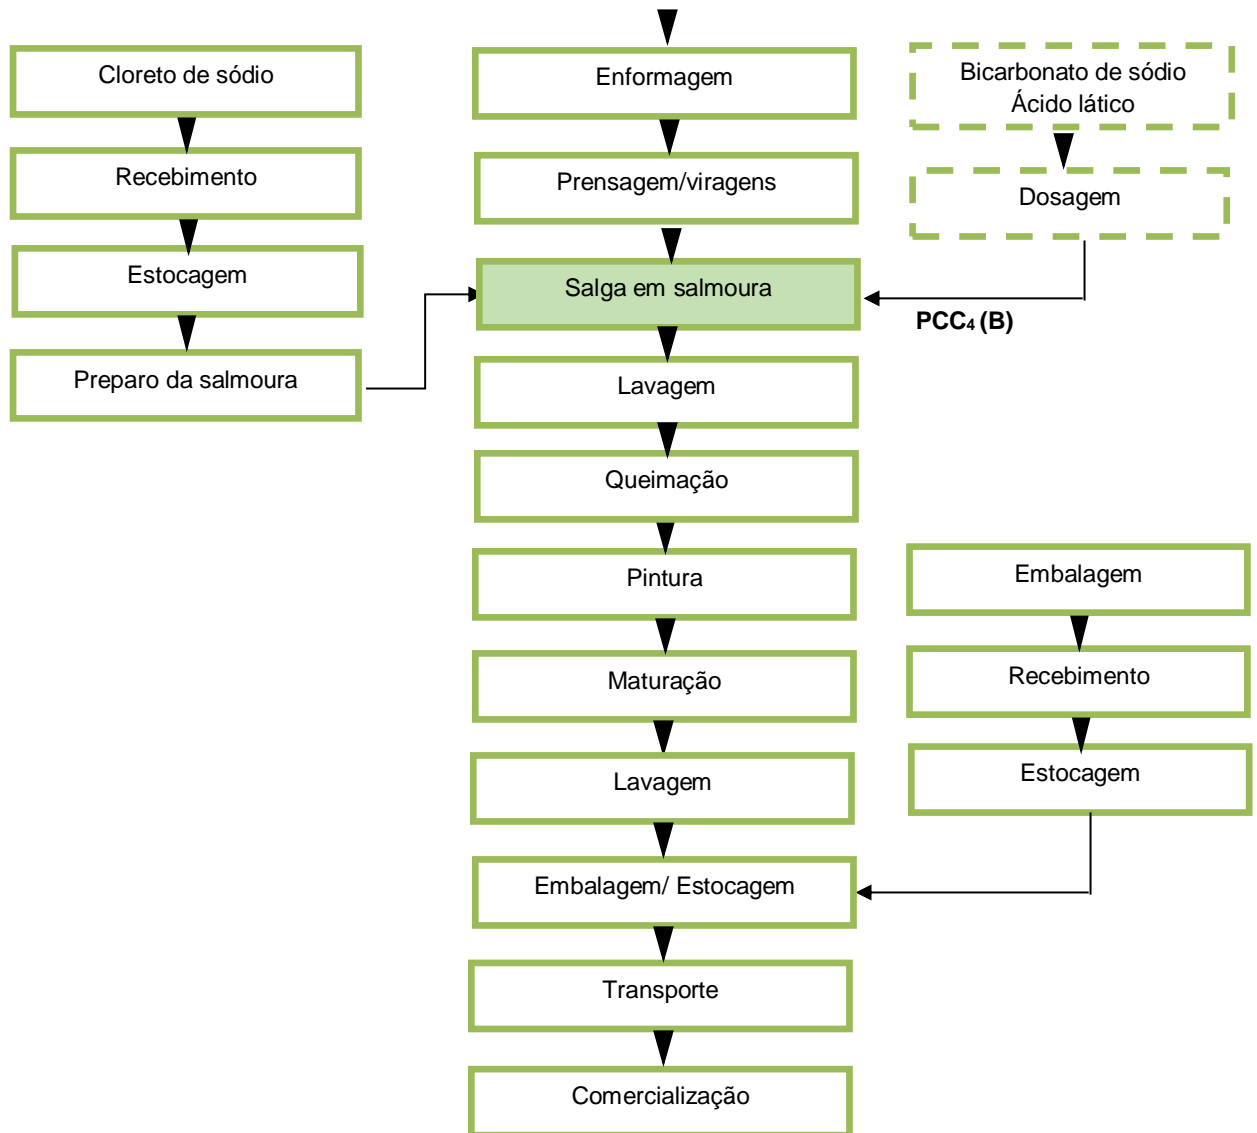 Cloreto de sódio
Recebimento
Estocagem
Preparo da salmoura
Enformagem
Prensagem/viragens
Salga em salmoura
Lavagem
Queimação
Pintura
Maturação
Lavagem
Embalagem/ Estocagem
Transporte
Comercialização
Bicarbonato de sódio
Ácido lático
Dosagem
PCC₄ (B)
Embalagem
Recebimento
Estocagem